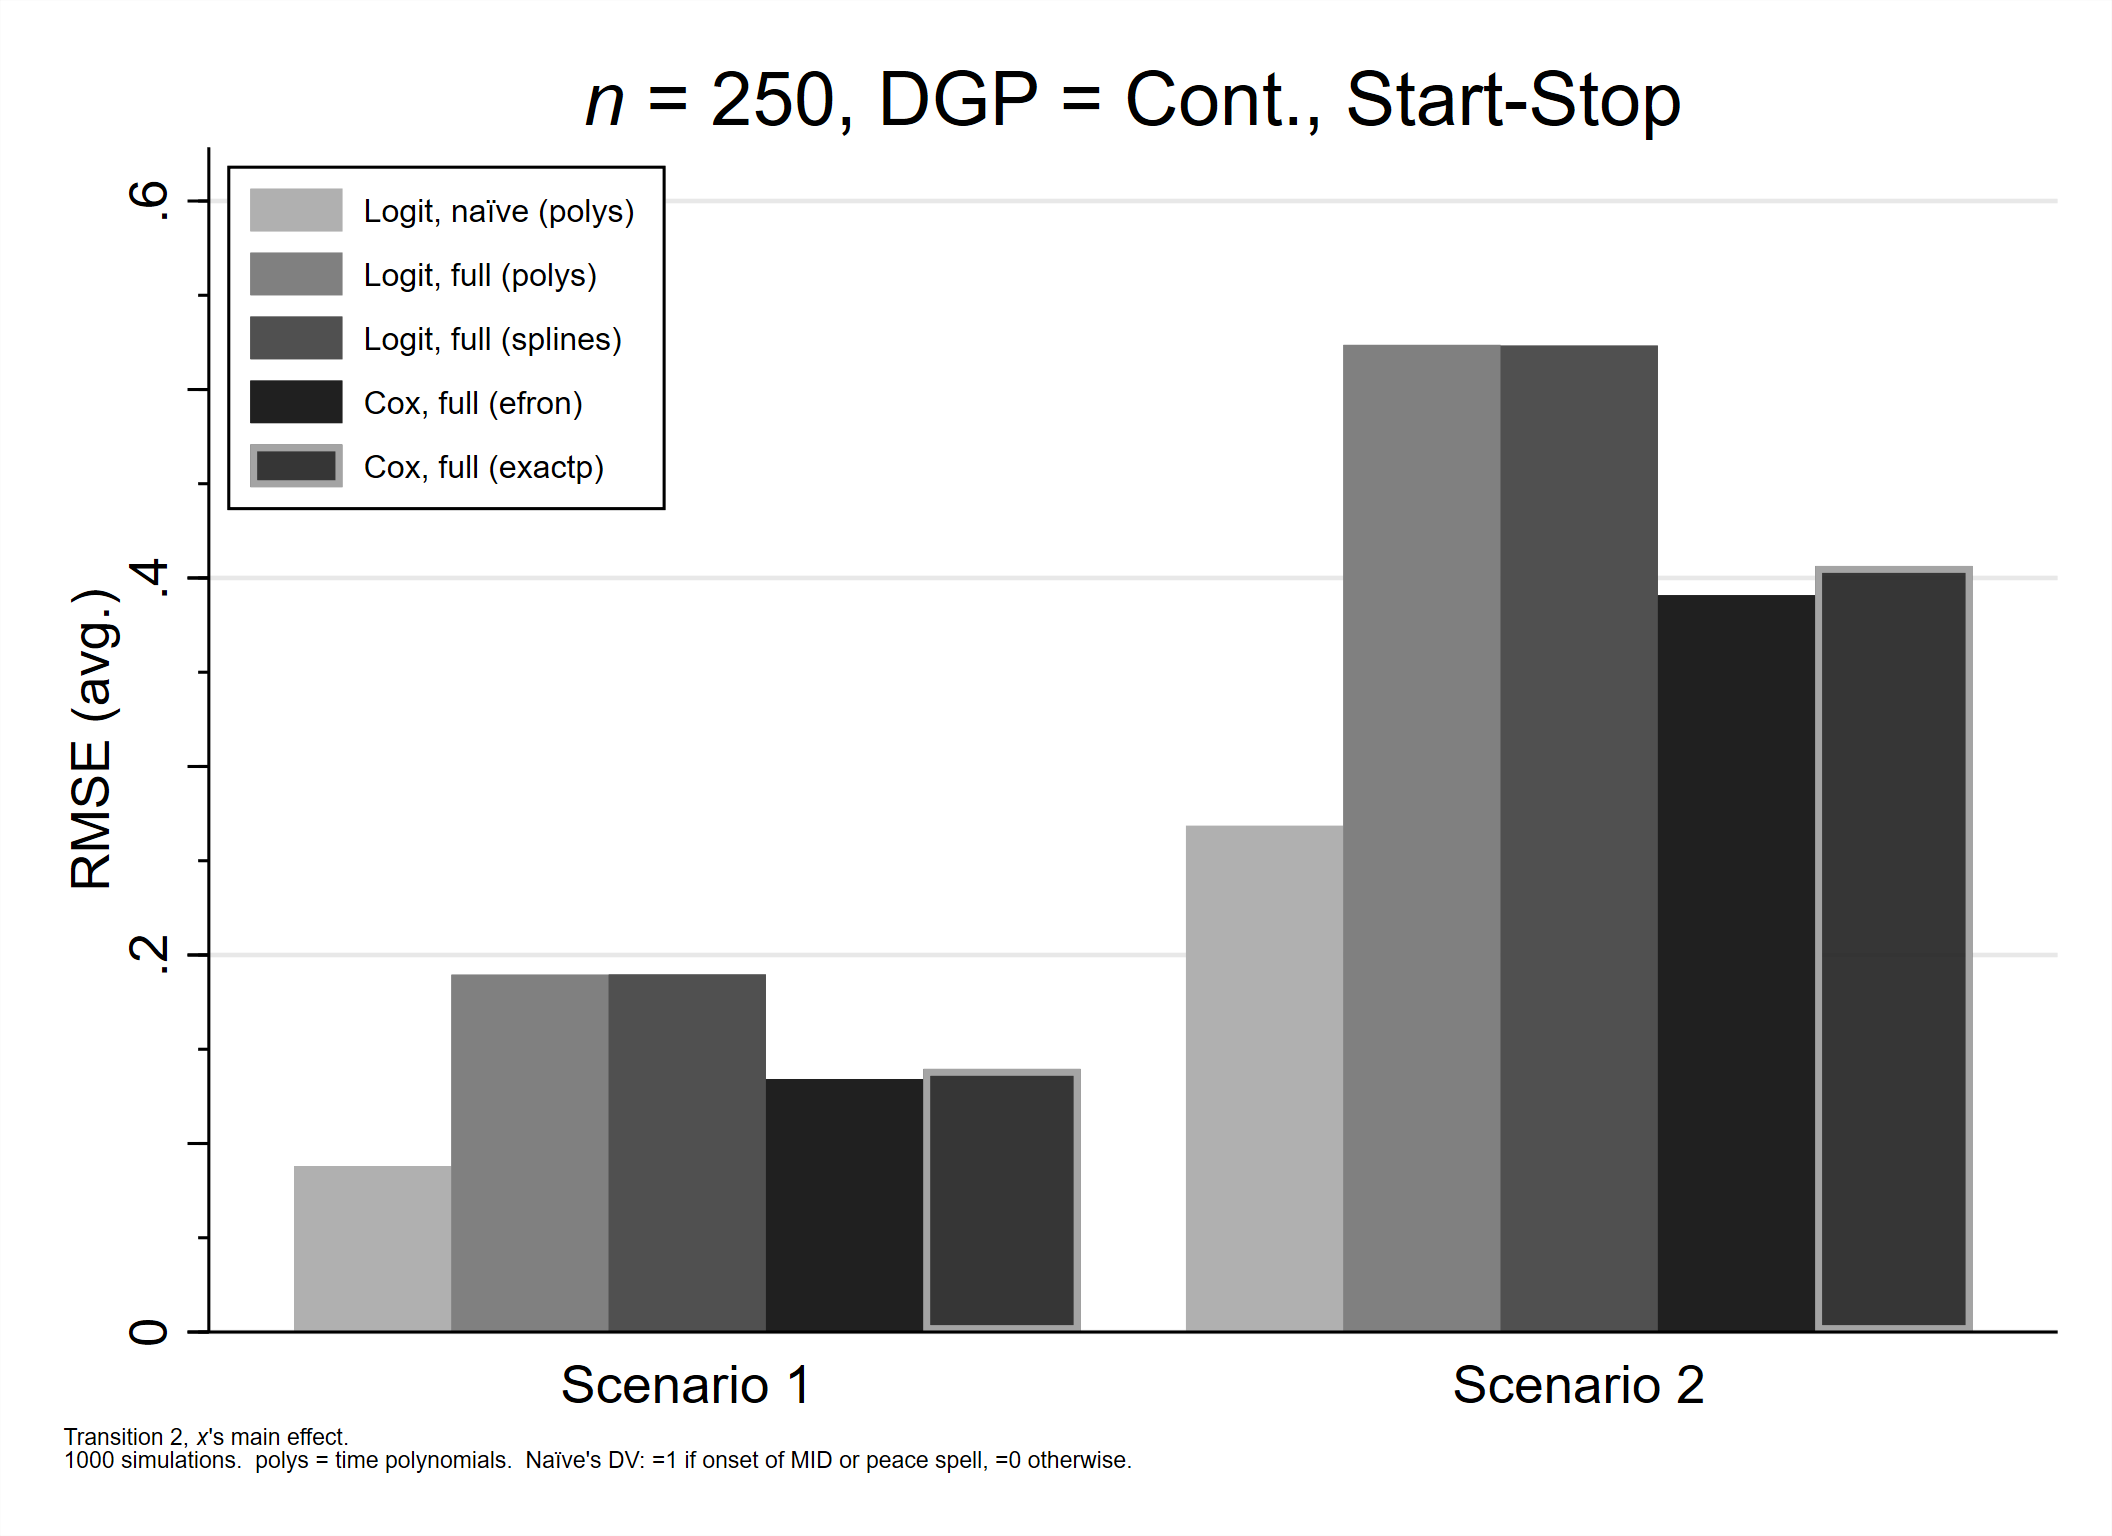 n = 250, DGP = Cont., Start-Stop
Logit, naïve (polys)
Logit, full (polys)
Logit, full (splines)
Cox, full (efron)
Cox, full (exactp)
RMSE (avg.)
.6
.4
.2
0
Scenario 1
Scenario 2
Transition 2, x's main effect.
1000 simulations.  polys = time polynomials.  Naïve's DV: =1 if onset of MID or peace spell, =0 otherwise.